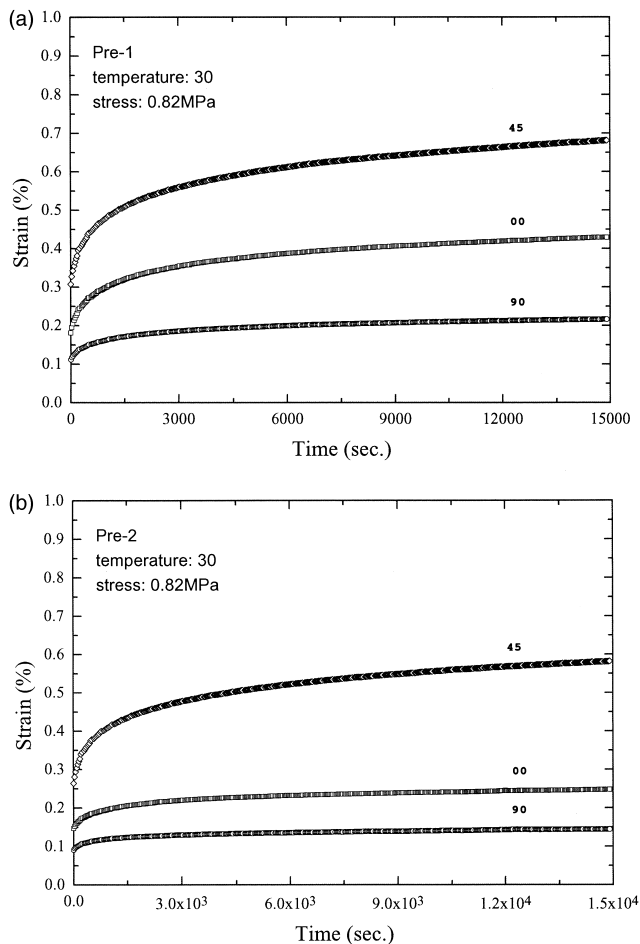 (a)
1.0
0.9
0.8
0.7
0.6
0.5
0.4
0.3
0.2
0.1
0.0
Strain (%)
Pre-1
temperature: 30
stress: 0.82MPa
45
00
90
0 3000 6000 9000 12000 15000
Time (sec.)
(b)
1.0
0.9
0.8
0.7
0.6
0.5
0.4
0.3
0.2
0.1
0.0
Strain (%)
Pre-2
temperature: 30
stress: 0.82MPa
45
00
90
0.0 3.0x10³ 6.0x10³ 9.0x10³ 1.2x10⁴ 1.5x10⁴
Time (sec.)